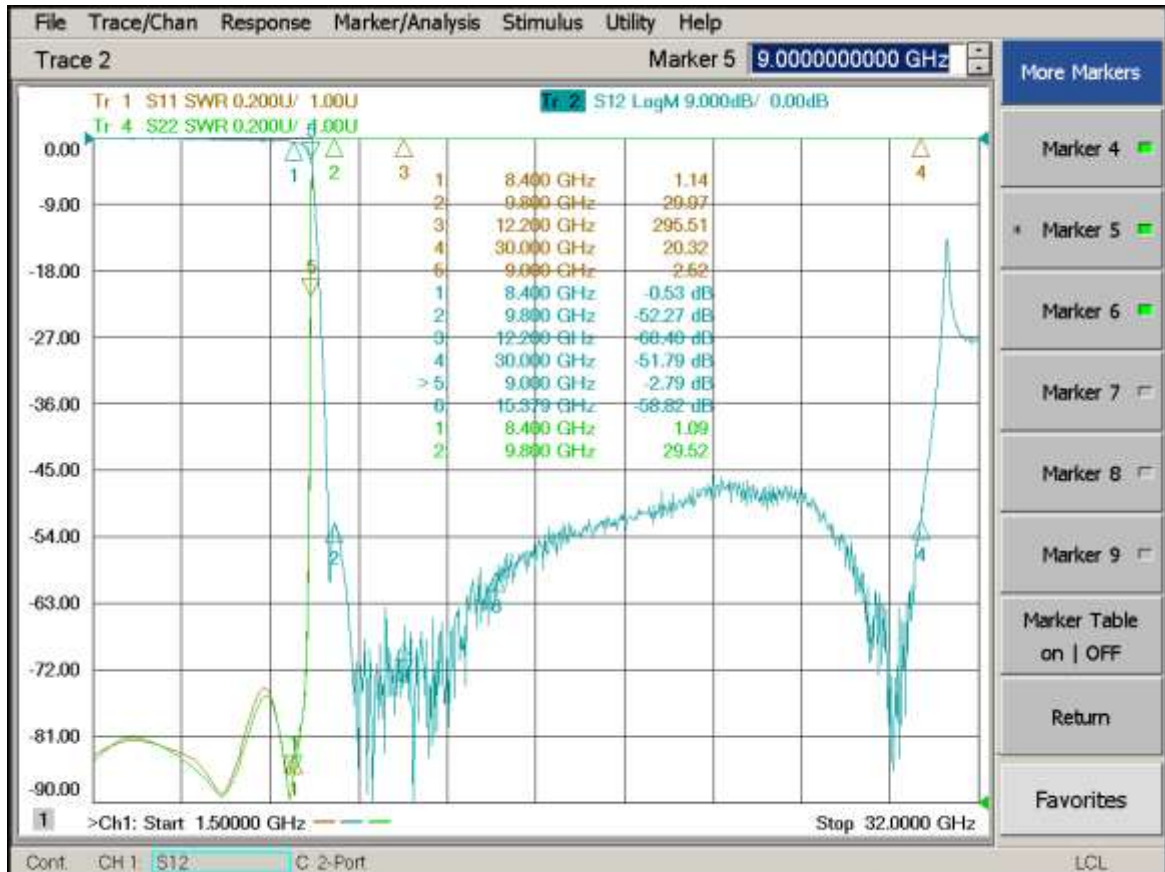 File Trace/Chan Response Marker/Analysis Stimulus Utility Help
Trace 2 Marker 5 9.0000000000 GHz
More Markers
Tr 1 S11 SWR 0.200U/ 1.00U Tr 2 S12 LogM 9.000dB/ 0.00dB
Tr 4 S22 SWR 0.200U/ 1.00U
Marker 4
Marker 5
Marker 6
Marker 7
Marker 8
Marker 9
Marker Table
on | OFF
Return
Favorites
0.00
-9.00
-18.00
-27.00
-36.00
-45.00
-54.00
-63.00
-72.00
-81.00
-90.00
5
1 2 3 4
5
2 4
6
1: 8.400 GHz 1.14
2: 9.800 GHz 29.97
3: 12.200 GHz 295.51
4: 30.000 GHz 20.32
5: 9.000 GHz 2.52
1: 8.400 GHz -0.53 dB
2: 9.800 GHz -52.27 dB
3: 12.200 GHz dB
4: 30.000 GHz -51.79 dB
> 5: 9.000 GHz -2.79 dB
6: 15.379 GHz -58.82 dB
1: 8.400 GHz 1.09
2: 9.800 GHz 29.52
1 >Ch1: Start 1.50000 GHz Stop 32.0000 GHz
Cont. CH 1: S12 C 2-Port LCL